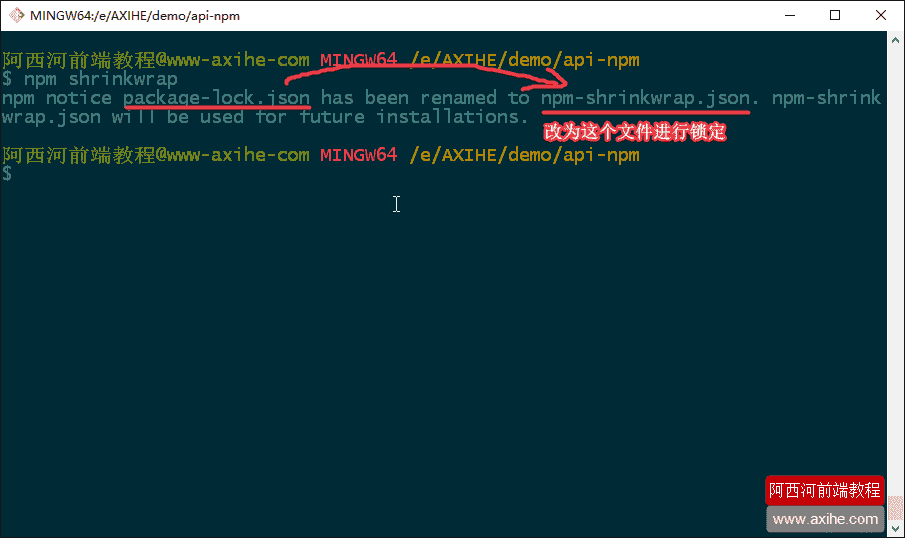 MINGW64:/e/AXIHE/demo/api-npm
阿西河前端教程@www-axihe-com MINGW64 /e/AXIHE/demo/api-npm
$ npm shrinkwrap
npm notice package-lock.json has been renamed to npm-shrinkwrap.json. npm-shrink
wrap.json will be used for future installations.
改为这个文件进行锁定
阿西河前端教程@www-axihe-com MINGW64 /e/AXIHE/demo/api-npm
$
阿西河前端教程
www.axihe.com